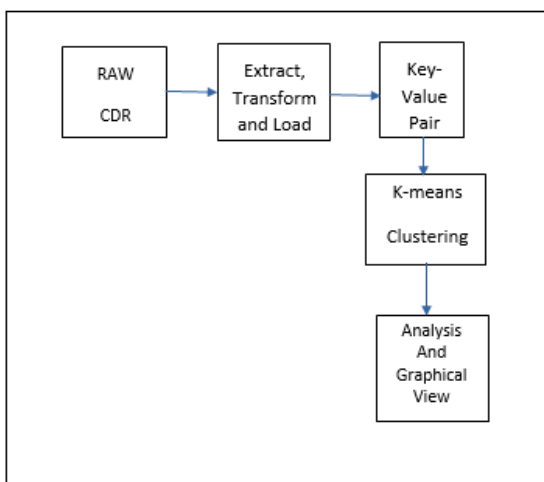 RAW
CDR
Extract,
Transform
and Load
Key-
Value
Pair
K-means
Clustering
Analysis
And
Graphical
View